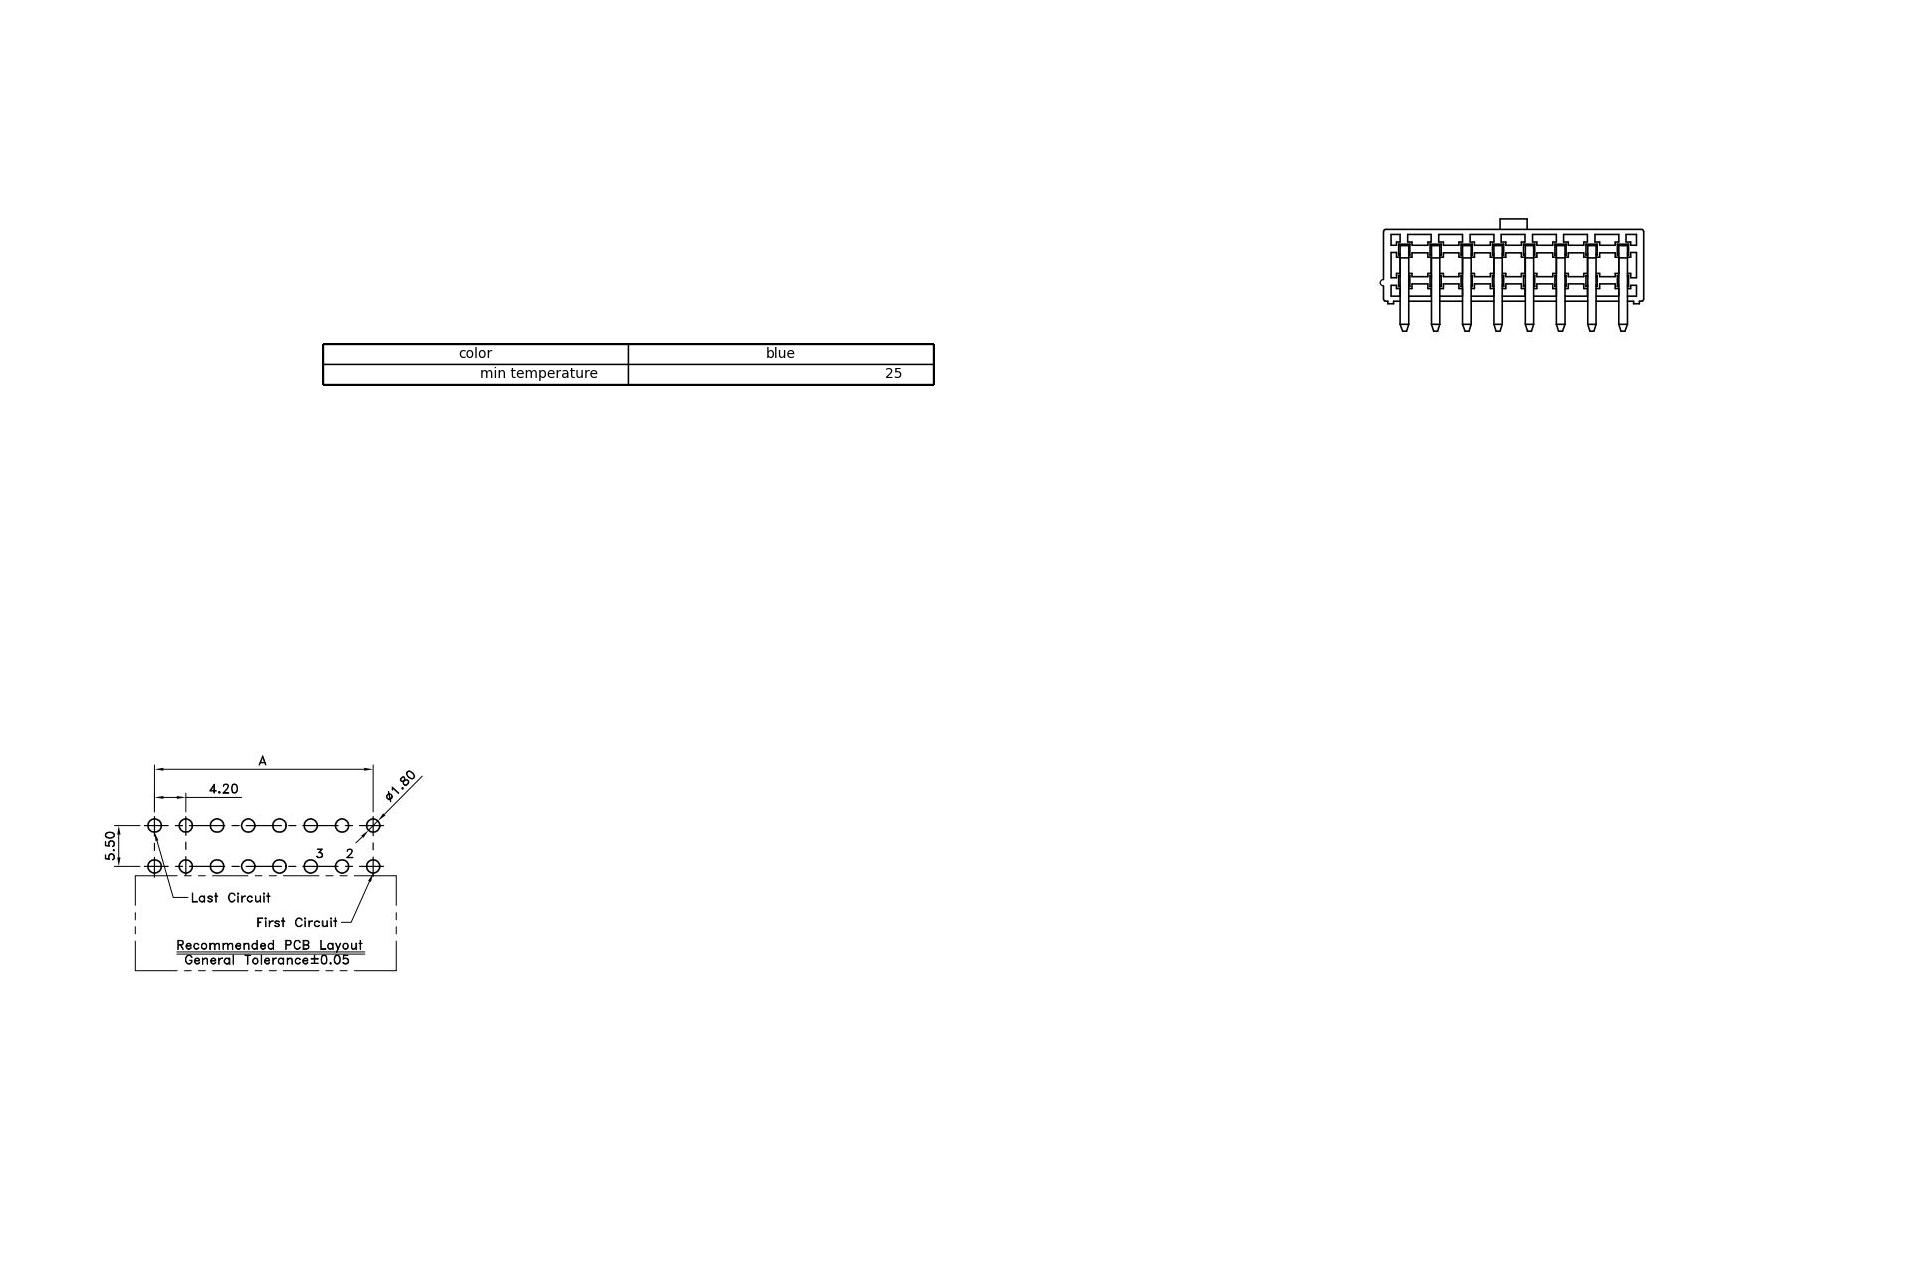 color blue
min temperature 25
A
4.20
ø1.80
5.50
3 2
Last Circuit
First Circuit
Recommended PCB Layout
General Tolerance±0.05